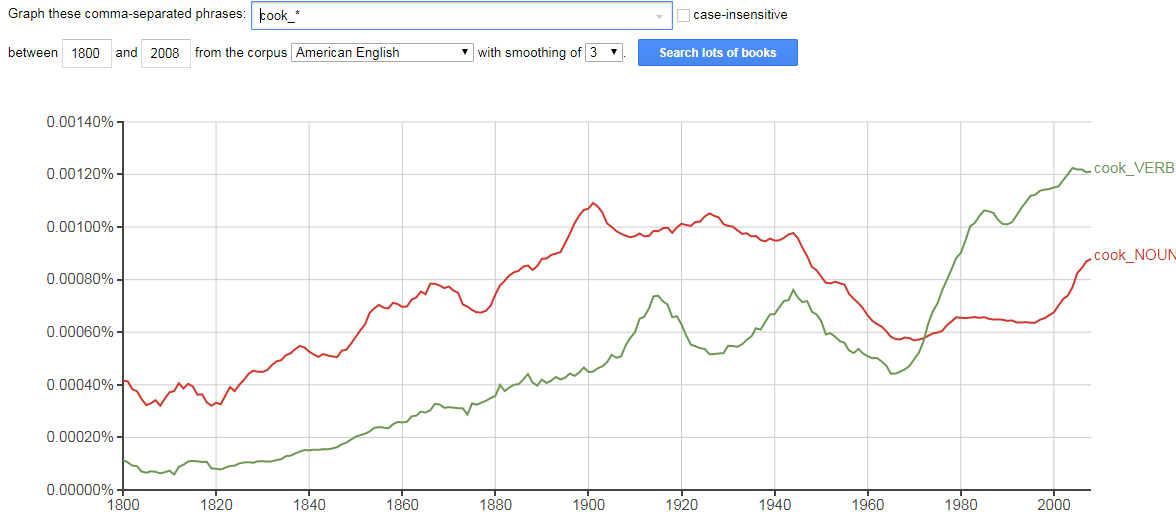 Graph these comma-separated phrases: cook_* case-insensitive
between 1800 and 2008 from the corpus American English with smoothing of 3 . Search lots of books
0.00140%
0.00120%
0.00100%
0.00080%
0.00060%
0.00040%
0.00020%
0.00000%
cook_VERB
cook_NOUN
1800 1820 1840 1860 1880 1900 1920 1940 1960 1980 2000